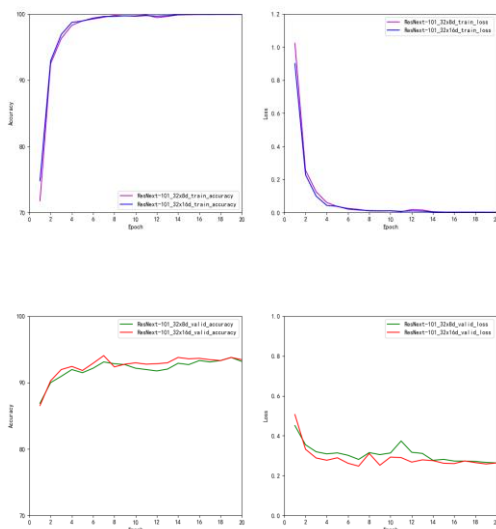 100
90
80
70
Accuracy
0 2 4 6 8 10 12 14 16 18 20
Epoch
ResNext-101_32x8d_train_accuracy
ResNext-101_32x16d_train_accuracy
1.2
1.0
0.8
0.6
0.4
0.2
0.0
Loss
0 2 4 6 8 10 12 14 16 18 20
Epoch
ResNext-101_32x8d_train_loss
ResNext-101_32x16d_train_loss
100
90
80
70
Accuracy
0 2 4 6 8 10 12 14 16 18 20
Epoch
ResNext-101_32x8d_valid_accuracy
ResNext-101_32x16d_valid_accuracy
1.0
0.8
0.6
0.4
0.2
0.0
Loss
0 2 4 6 8 10 12 14 16 18 20
Epoch
ResNext-101_32x8d_valid_loss
ResNext-101_32x16d_valid_loss